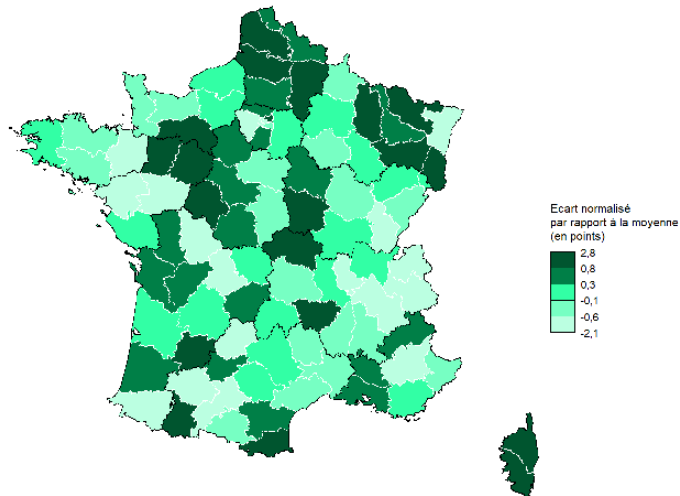 Ecart normalisé
par rapport à la moyenne
(en points)
2,8
0,8
0,3
-0,1
-0,6
-2,1